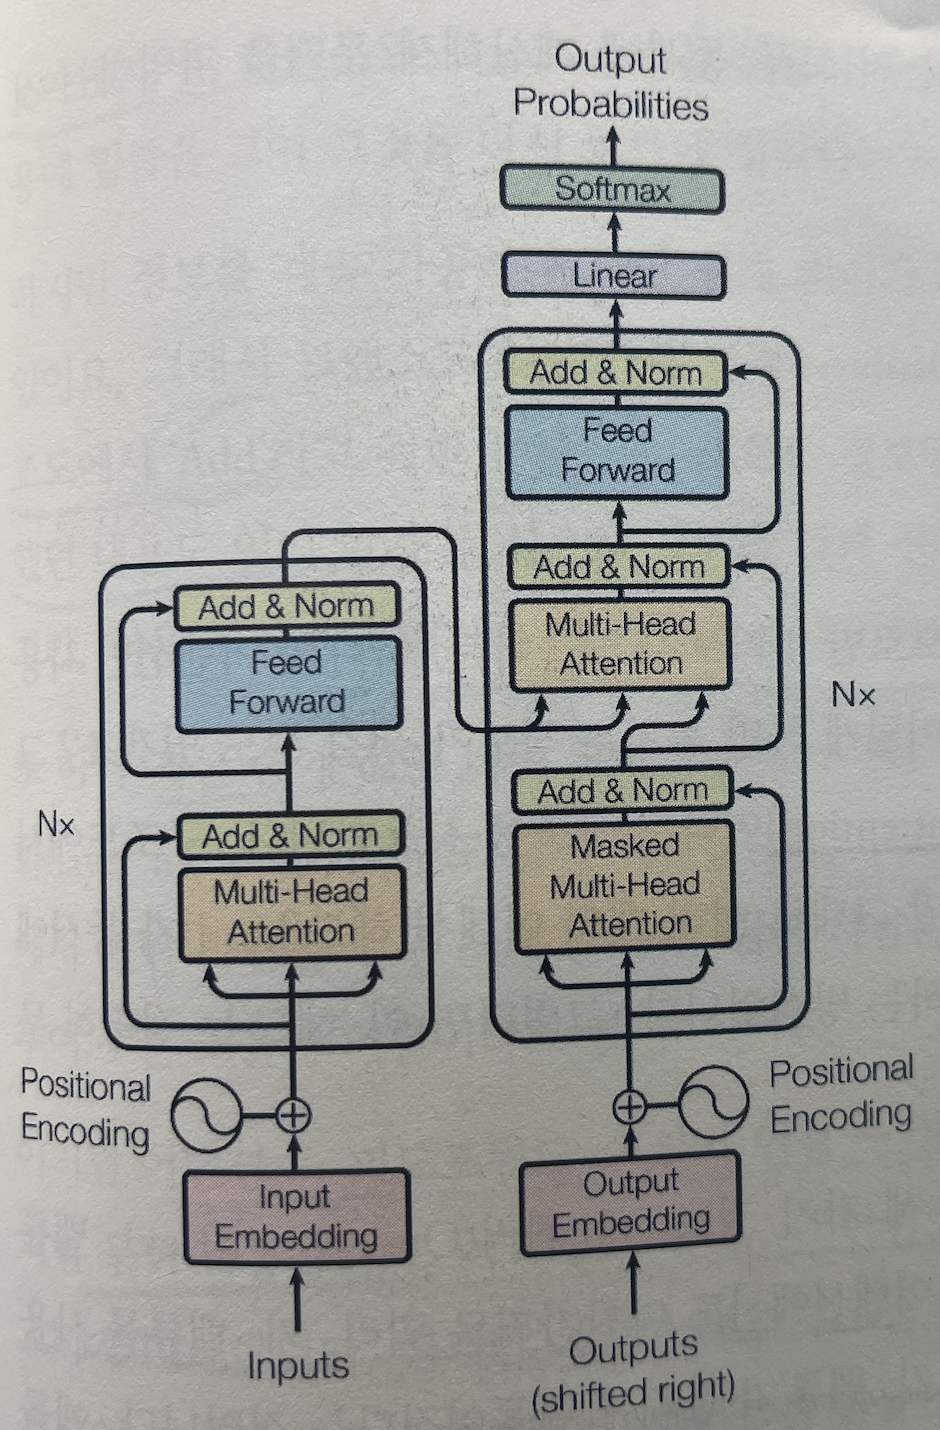 Output
Probabilities
Softmax
Linear
Add & Norm
Feed
Forward
Add & Norm
Multi-Head
Attention
Nx
Add & Norm
Masked
Multi-Head
Attention
Add & Norm
Feed
Forward
Nx
Add & Norm
Multi-Head
Attention
Positional
Encoding
Positional
Encoding
Input
Embedding
Output
Embedding
Inputs
Outputs
(shifted right)